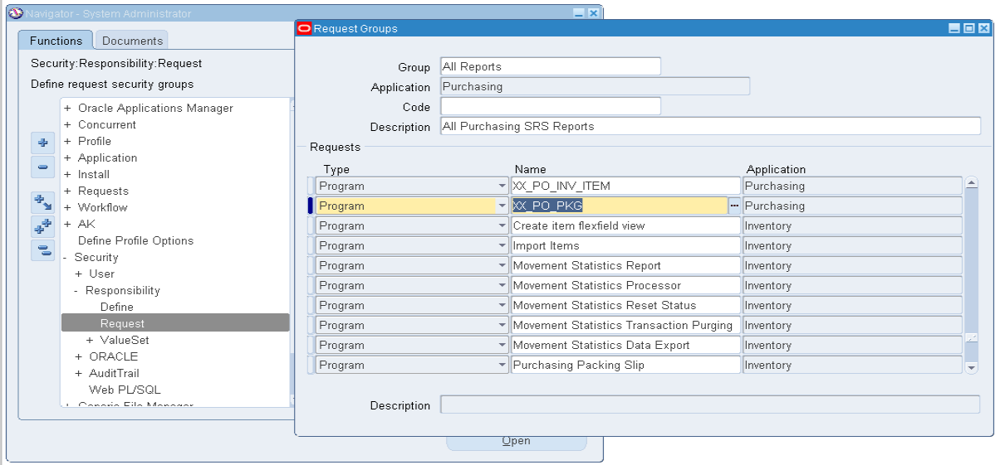 Navigator - System Administrator
Functions Documents
Security:Responsibility:Request
Define request security groups
+ Oracle Applications Manager
+ Concurrent
+ Profile
+ Application
+ Install
+ Requests
+ Workflow
+ AK
Define Profile Options
- Security
+ User
- Responsibility
Define
Request
+ ValueSet
+ ORACLE
+ AuditTrail
Web PL/SQL
+ Generic File Manager
Open
Request Groups
Group All Reports
Application Purchasing
Code
Description All Purchasing SRS Reports
Requests
Type Name Application
Program XX_PO_INV_ITEM Purchasing
Program XX_PO_PKG ... Purchasing
Program Create item flexfield view Inventory
Program Import Items Inventory
Program Movement Statistics Report Inventory
Program Movement Statistics Processor Inventory
Program Movement Statistics Reset Status Inventory
Program Movement Statistics Transaction Purging Inventory
Program Movement Statistics Data Export Inventory
Program Purchasing Packing Slip Inventory
Description